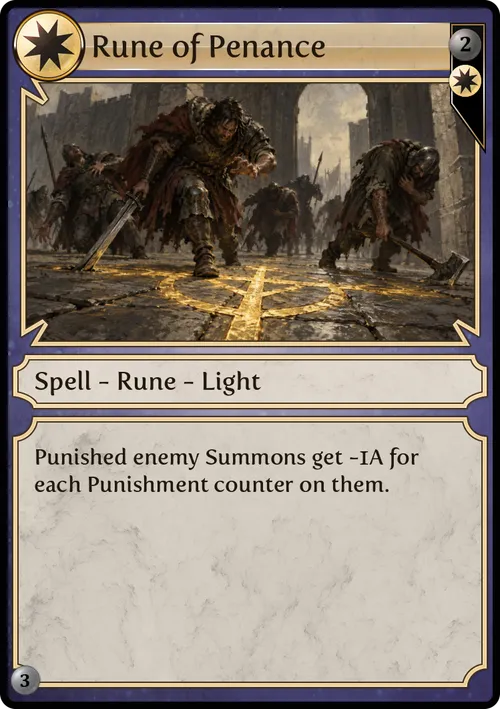 Rune of Penance
2
Spell - Rune - Light
Punished enemy Summons get -1A for
each Punishment counter on them.
3